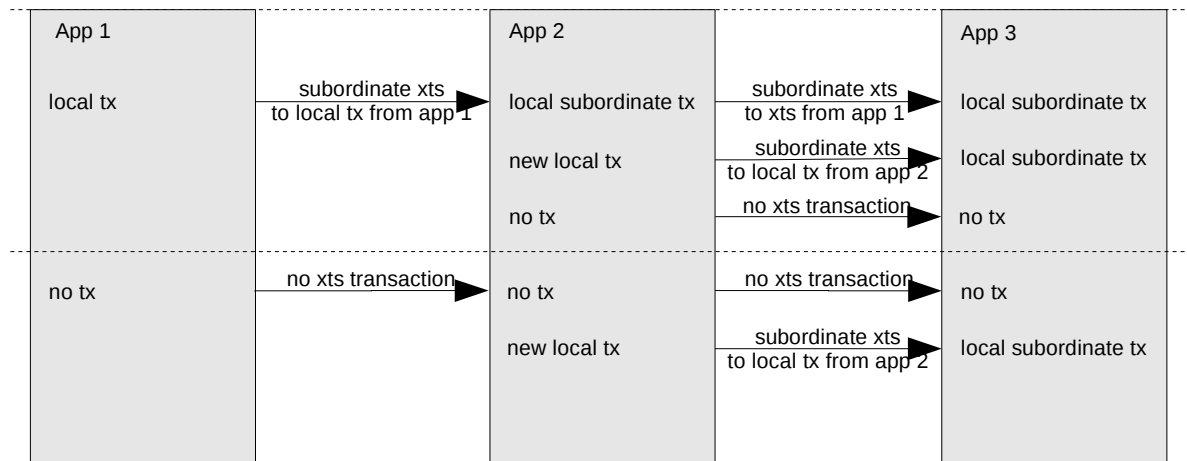 App 1
App 2
App 3
local tx
subordinate xts
to local tx from app 1
local subordinate tx
subordinate xts
to xts from app 1
local subordinate tx
new local tx
subordinate xts
to local tx from app 2
local subordinate tx
no tx
no xts transaction
no tx
no tx
no xts transaction
no tx
no xts transaction
no tx
new local tx
subordinate xts
to local tx from app 2
local subordinate tx